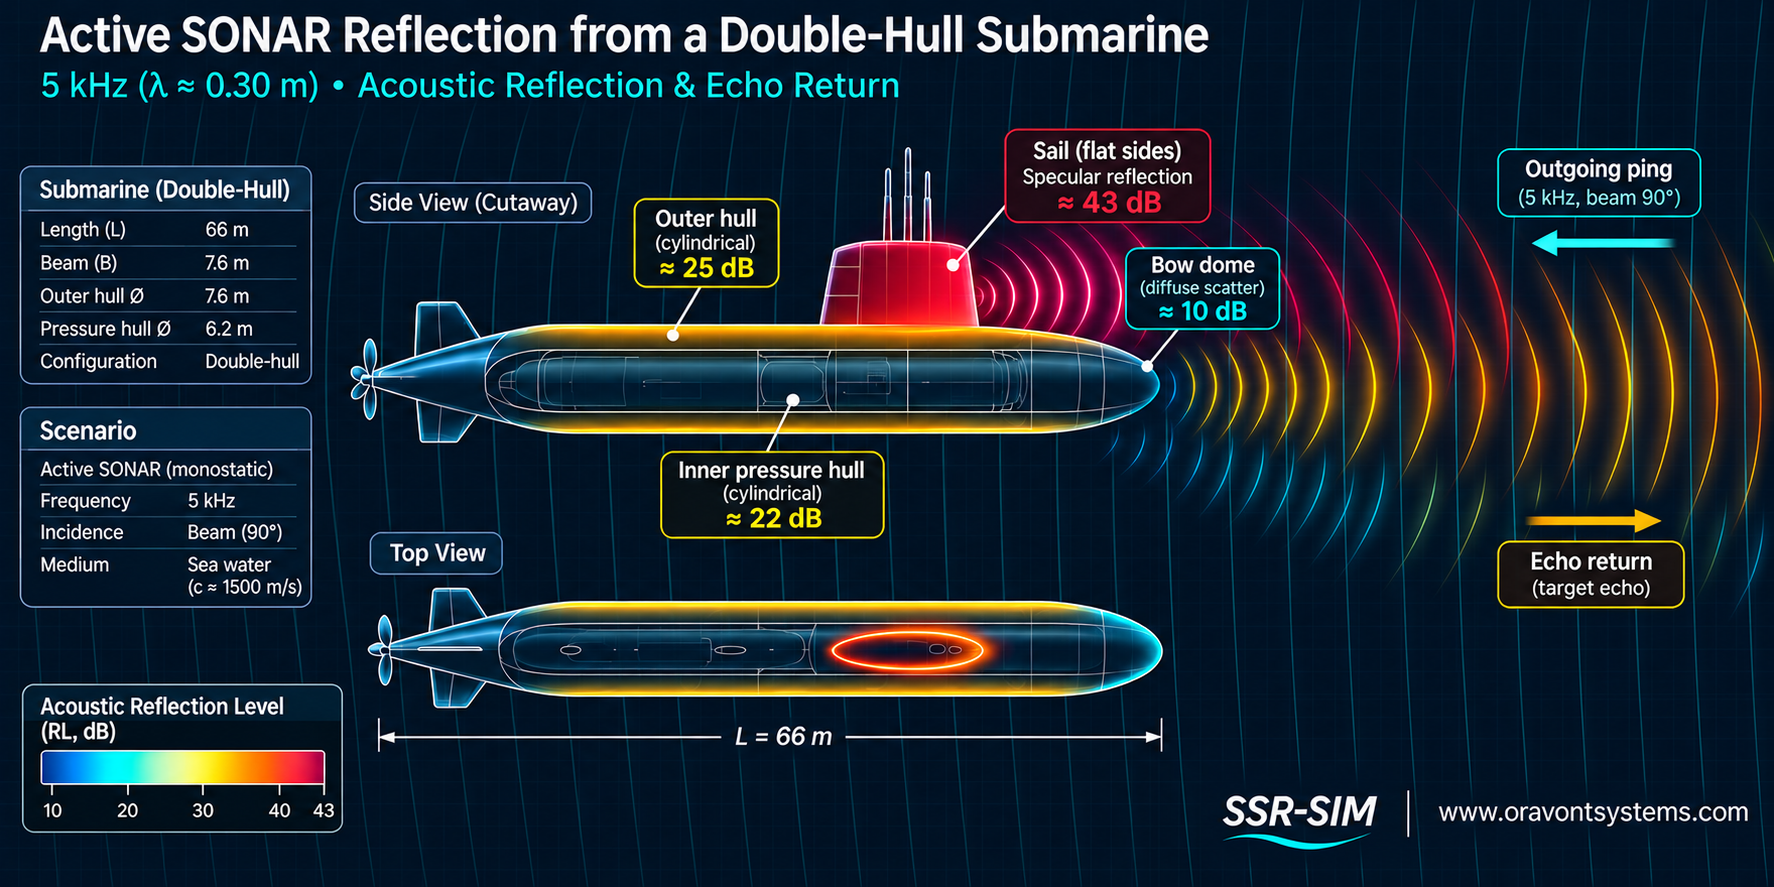 Active SONAR Reflection from a Double-Hull Submarine
5 kHz (λ ≈ 0.30 m) • Acoustic Reflection & Echo Return
Submarine (Double-Hull)
Length (L) 66 m
Beam (B) 7.6 m
Outer hull Ø 7.6 m
Pressure hull Ø 6.2 m
Configuration Double-hull
Scenario
Active SONAR (monostatic)
Frequency 5 kHz
Incidence Beam (90°)
Medium Sea water
(c ≈ 1500 m/s)
Acoustic Reflection Level
(RL, dB)
10 20 30 40 43
Side View (Cutaway)
Outer hull
(cylindrical)
≈ 25 dB
Sail (flat sides)
Specular reflection
≈ 43 dB
Bow dome
(diffuse scatter)
≈ 10 dB
Inner pressure hull
(cylindrical)
≈ 22 dB
Outgoing ping
(5 kHz, beam 90°)
Echo return
(target echo)
Top View
L = 66 m
SSR-SIM
www.oravontsystems.com